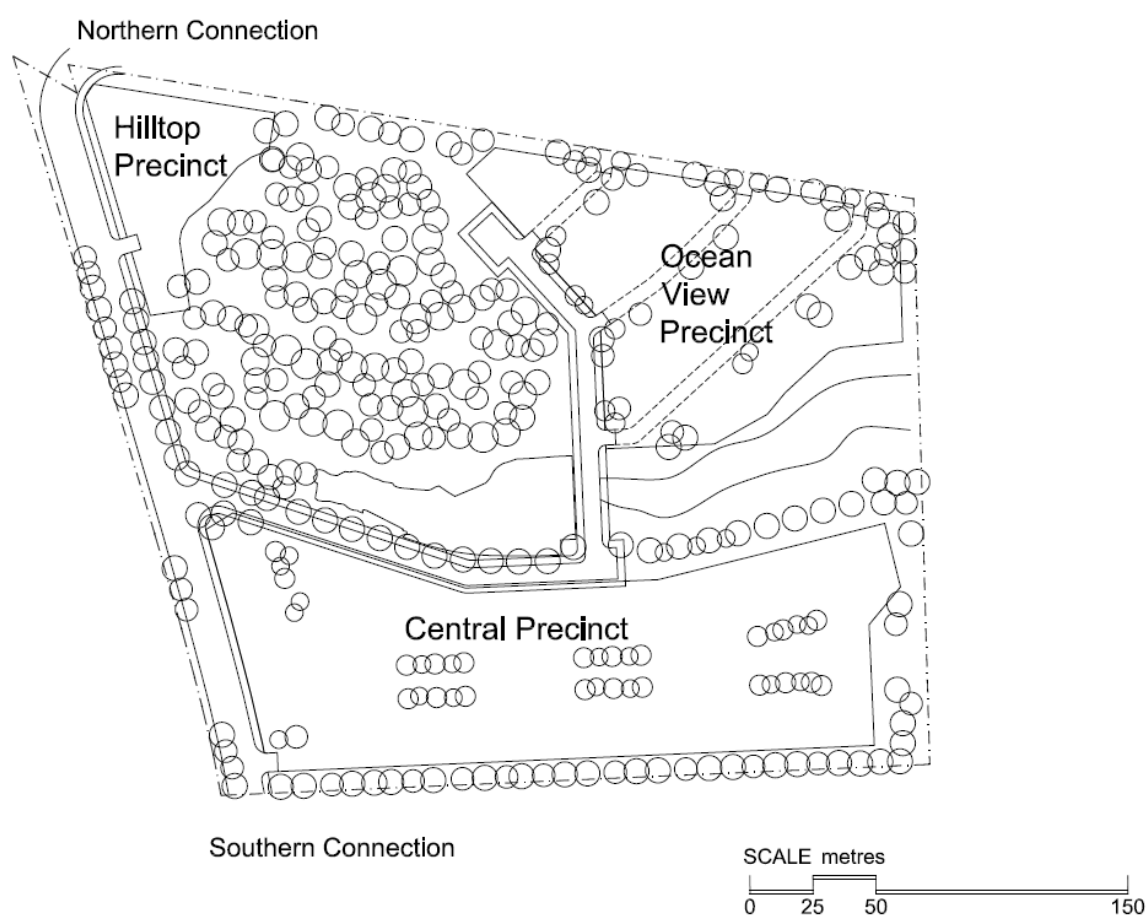 Northern Connection
Hilltop
Precinct
Ocean
View
Precinct
Central Precinct
Southern Connection
SCALE metres
0 25 50 150